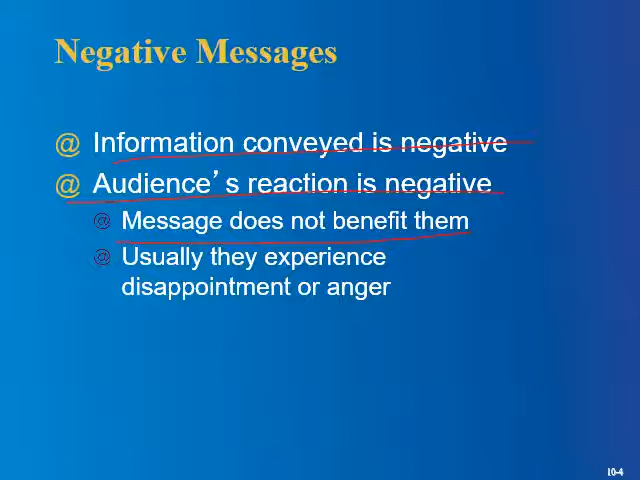 Negative Messages
@ Information conveyed is negative
@ Audience’s reaction is negative
@ Message does not benefit them
@ Usually they experience
disappointment or anger
10-4